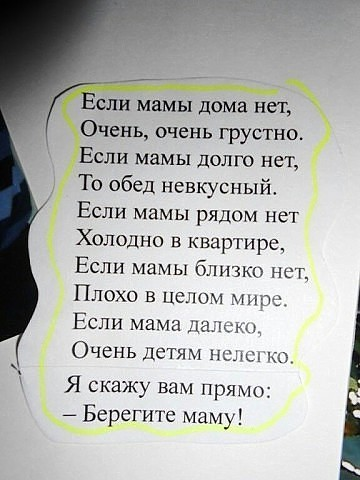 Если мамы дома нет,
Очень, очень грустно.
Если мамы долго нет,
То обед невкусный.
Если мамы рядом нет
Холодно в квартире,
Если мамы близко нет,
Плохо в целом мире.
Если мама далеко,
Очень детям нелегко.
Я скажу вам прямо:
– Берегите маму!